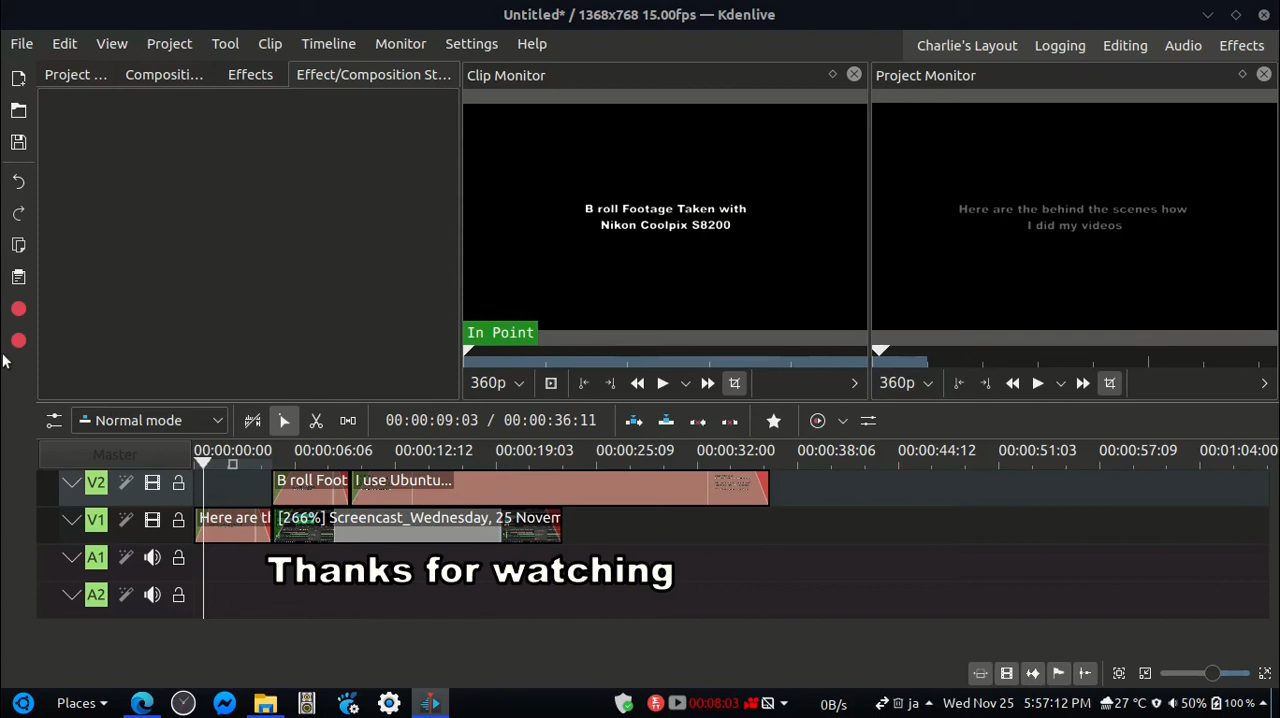 Untitled* / 1368x768 15.00fps — Kdenlive
File Edit View Project Tool Clip Timeline Monitor Settings Help
Charlie's Layout Logging Editing Audio Effects
Project ... Compositi... Effects Effect/Composition St...
Clip Monitor
Project Monitor
B roll Footage Taken with
Nikon Coolpix S8200
Here are the behind the scenes how
I did my videos
In Point
360p
360p
Normal mode
00:00:09:03 / 00:00:36:11
Master
00:00:00:00 00:00:06:06 00:00:12:12 00:00:19:03 00:00:25:09 00:00:32:00 00:00:38:06 00:00:44:12 00:00:51:03 00:00:57:09 00:01:04:00
V2
B roll Foot
I use Ubuntu...
V1
Here are th
[266%] Screencast_Wednesday, 25 Novem
A1
Thanks for watching
A2
Places
00:08:03
0B/s
ja
Wed Nov 25
5:57:12 PM
27 °C
50%
100 %